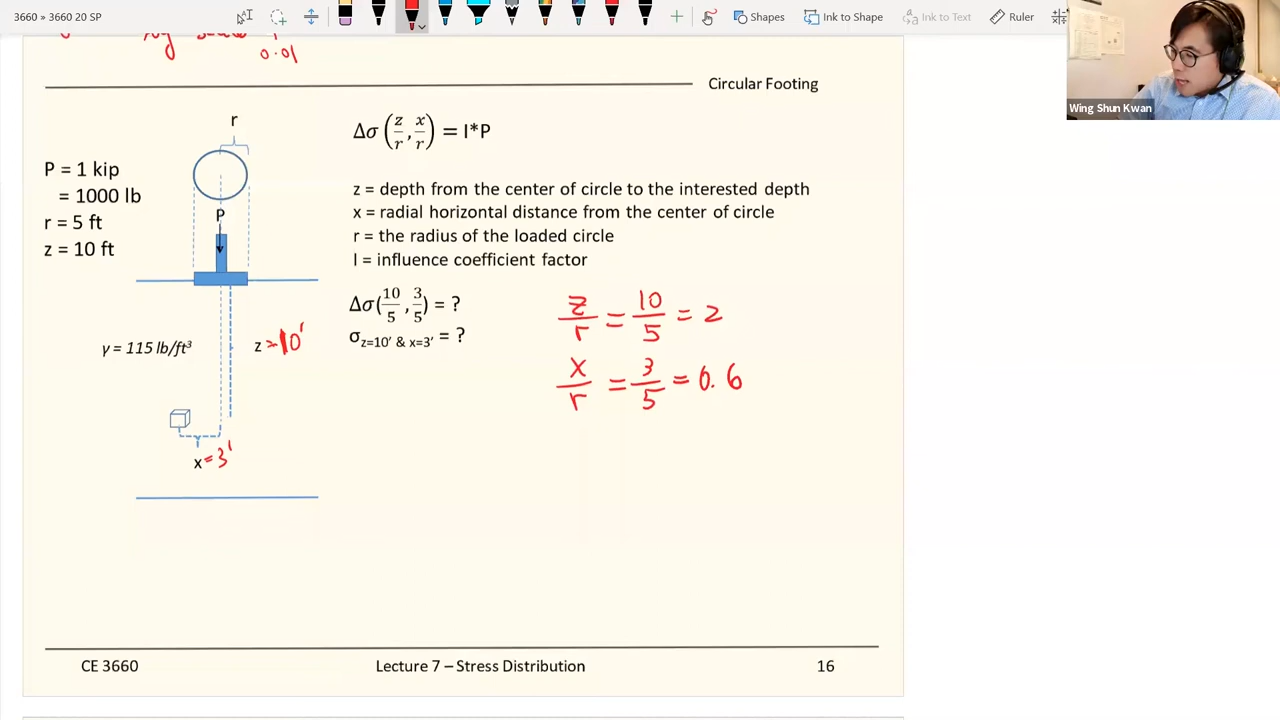 3660 » 3660 20 SP
Shapes
Ink to Shape
Ink to Text
Ruler
Wing Shun Kwan
0.01
Circular Footing
r
P = 1 kip
= 1000 lb
r = 5 ft
z = 10 ft
P
Δσ (z/r, x/r) = I*P
z = depth from the center of circle to the interested depth
x = radial horizontal distance from the center of circle
r = the radius of the loaded circle
I = influence coefficient factor
Δσ(10/5, 3/5) = ?
σz=10' & x=3' = ?
z/r = 10/5 = 2
x/r = 3/5 = 0.6
γ = 115 lb/ft³
z = 10'
x = 3'
CE 3660
Lecture 7 – Stress Distribution
16